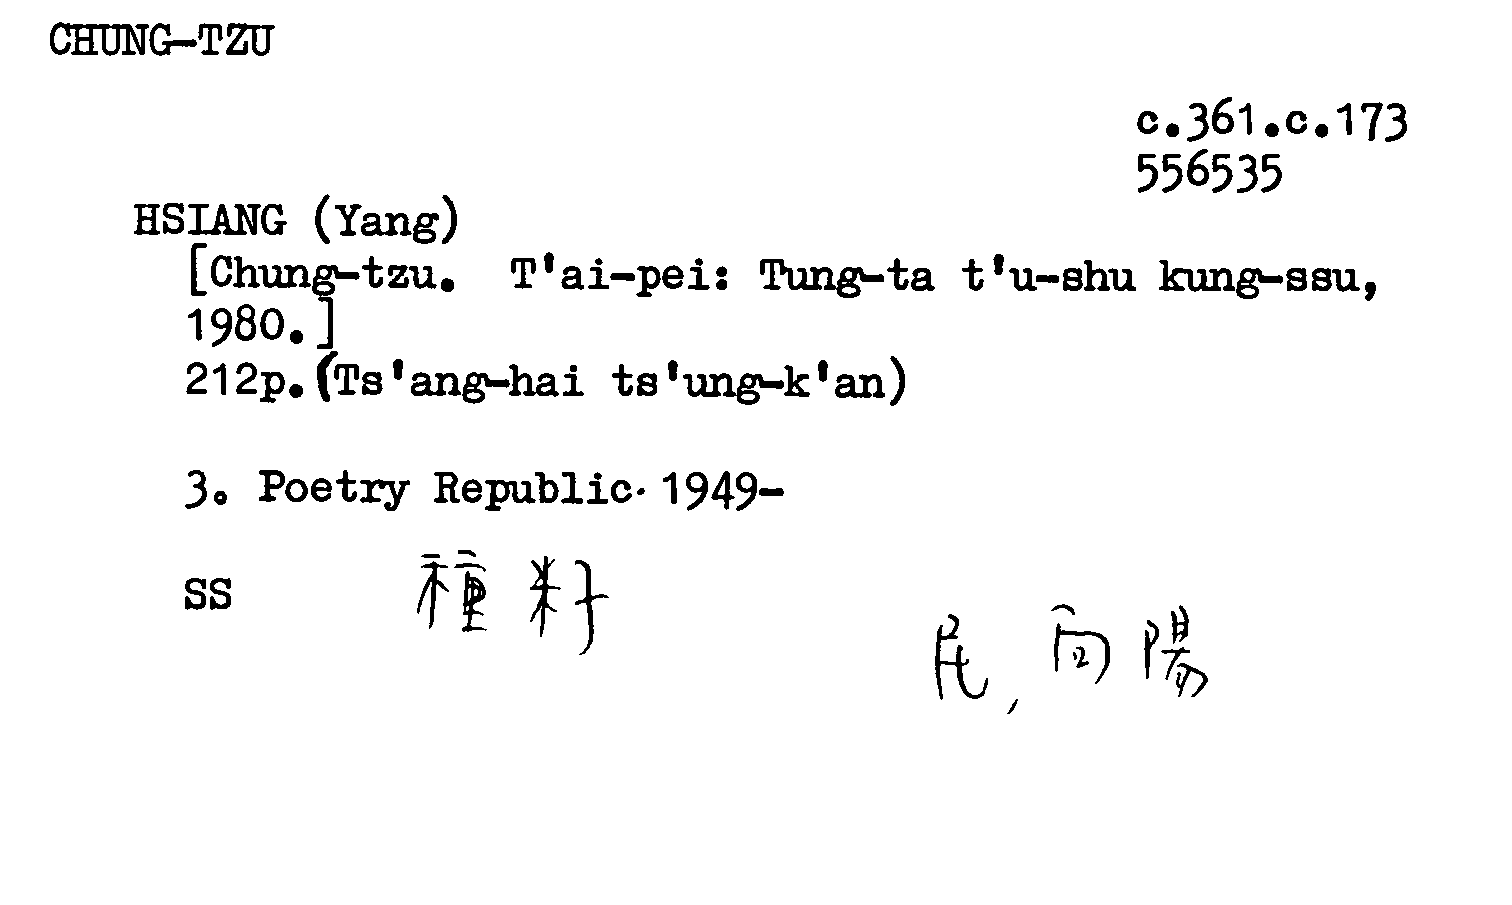 CHUNG-TZU
c.361.c.173
556535
HSIANG (Yang)
[Chung-tzu. T'ai-pei: Tung-ta t'u-shu kung-ssu,
1980.]
212p.(Ts'ang-hai ts'ung-k'an)
3. Poetry Republic. 1949-
SS
種籽
民,向陽